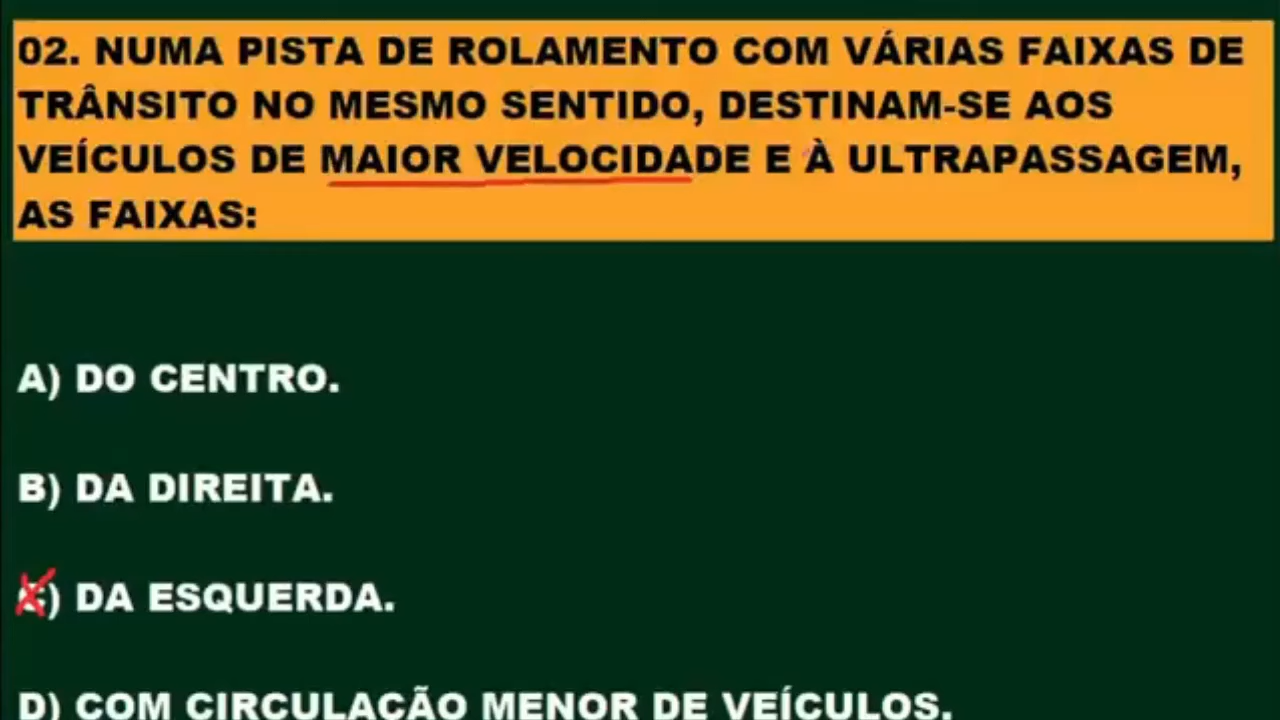 02. NUMA PISTA DE ROLAMENTO COM VÁRIAS FAIXAS DE
TRÂNSITO NO MESMO SENTIDO, DESTINAM-SE AOS
VEÍCULOS DE MAIOR VELOCIDADE E À ULTRAPASSAGEM,
AS FAIXAS:
A) DO CENTRO.
B) DA DIREITA.
C) DA ESQUERDA.
D) COM CIRCULAÇÃO MENOR DE VEÍCULOS.